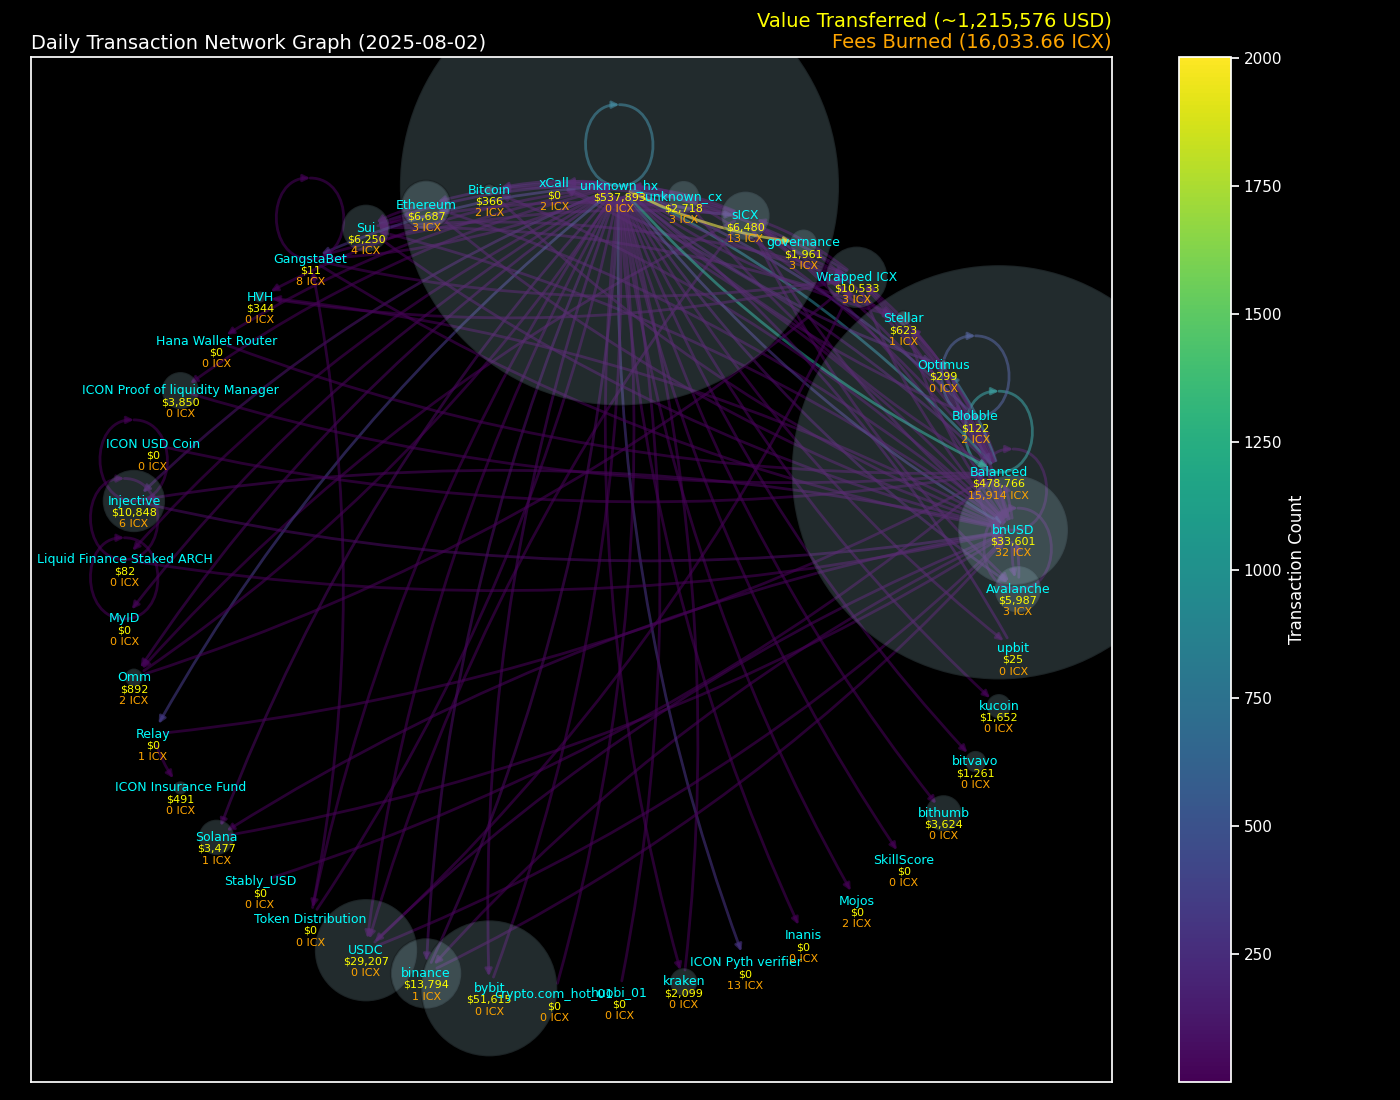 Value Transferred (~1,215,576 USD)
Daily Transaction Network Graph (2025-08-02)
Fees Burned (16,033.66 ICX)
unknown_hx
$537,893
0 ICX
unknown_cx
$2,718
3 ICX
sICX
$6,480
13 ICX
governance
$1,961
3 ICX
Wrapped ICX
$10,533
3 ICX
Stellar
$623
1 ICX
Optimus
$299
0 ICX
Blobble
$122
2 ICX
Balanced
$478,766
15,914 ICX
bnUSD
$33,601
32 ICX
Avalanche
$5,987
3 ICX
upbit
$25
0 ICX
kucoin
$1,652
0 ICX
bitvavo
$1,261
0 ICX
bithumb
$3,624
0 ICX
SkillScore
$0
0 ICX
Mojos
$0
2 ICX
Inanis
$0
0 ICX
ICON Pyth verifier
$0
13 ICX
kraken
$2,099
0 ICX
huobi_01
$0
0 ICX
crypto.com_hot_01
$0
0 ICX
bybit
$51,615
0 ICX
binance
$13,794
1 ICX
USDC
$29,207
0 ICX
Token Distribution
$0
0 ICX
Stably_USD
$0
0 ICX
Solana
$3,477
1 ICX
ICON Insurance Fund
$491
0 ICX
Relay
$0
1 ICX
Omm
$892
2 ICX
MyID
$0
0 ICX
Liquid Finance Staked ARCH
$82
0 ICX
Injective
$10,848
6 ICX
ICON USD Coin
$0
0 ICX
ICON Proof of liquidity Manager
$3,850
0 ICX
Hana Wallet Router
$0
0 ICX
HVH
$344
0 ICX
GangstaBet
$11
8 ICX
Sui
$6,250
4 ICX
Ethereum
$6,687
3 ICX
Bitcoin
$366
2 ICX
xCall
$0
2 ICX
2000
1750
1500
1250
1000
750
500
250
Transaction Count